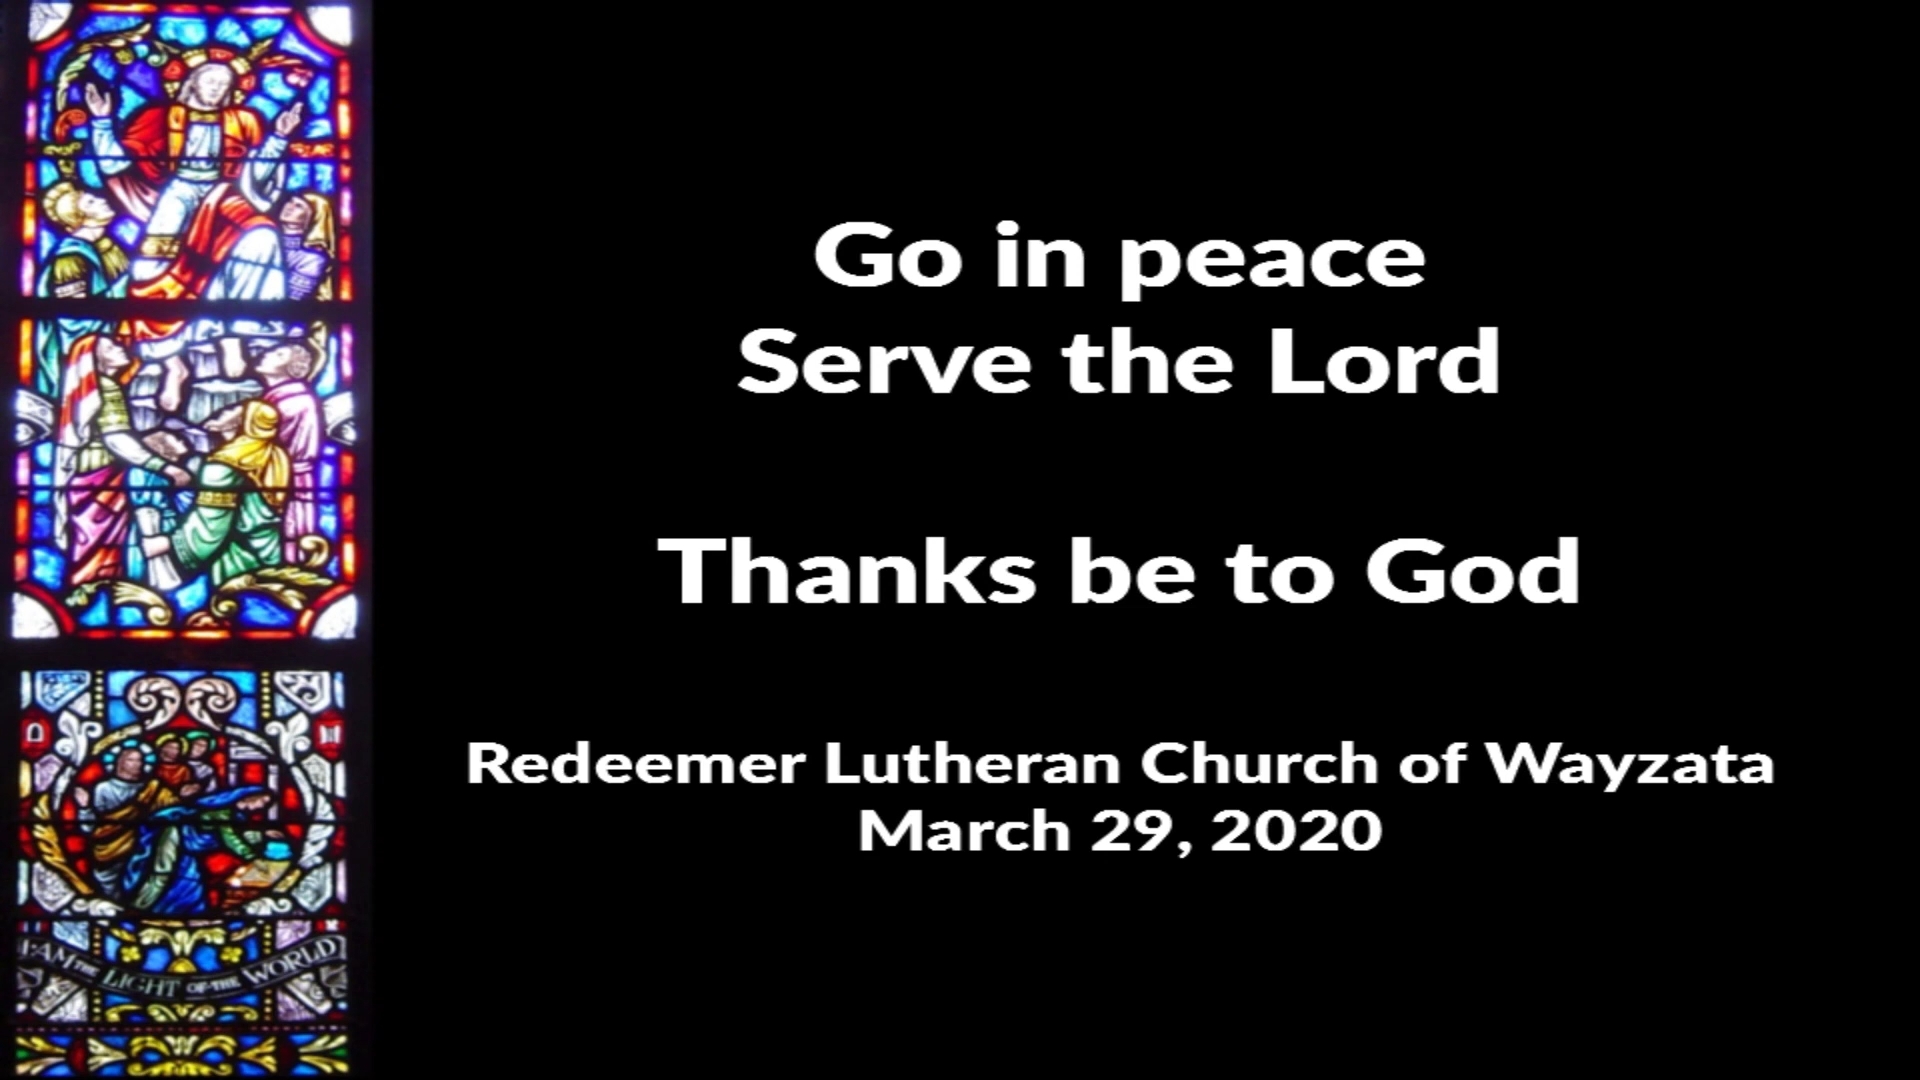 Go in peace
Serve the Lord
Thanks be to God
Redeemer Lutheran Church of Wayzata
March 29, 2020
I AM THE LIGHT OF THE WORLD